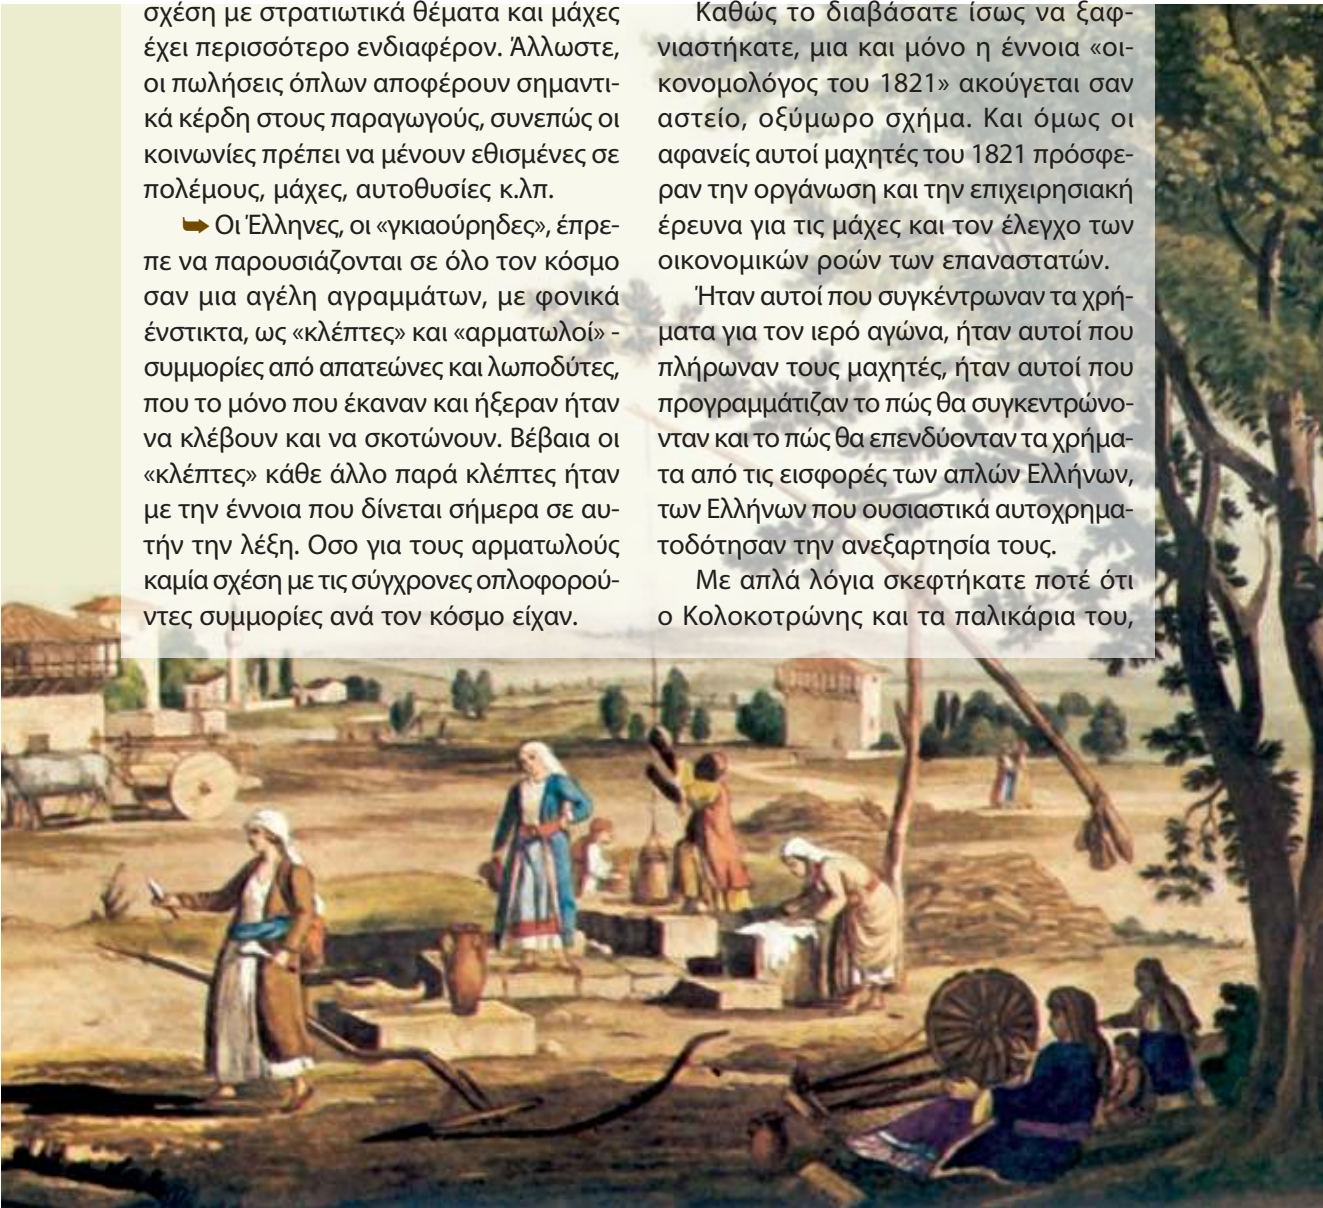 σχέση με στρατιωτικά θέματα και μάχες
έχει περισσότερο ενδιαφέρον. Άλλωστε,
οι πωλήσεις όπλων αποφέρουν σημαντι-
κά κέρδη στους παραγωγούς, συνεπώς οι
κοινωνίες πρέπει να μένουν εθισμένες σε
πολέμους, μάχες, αυτοθυσίες κ.λπ.
➥ Οι Έλληνες, οι «γκιαούρηδες», έπρε-
πε να παρουσιάζονται σε όλο τον κόσμο
σαν μια αγέλη αγραμμάτων, με φονικά
ένστικτα, ως «κλέπτες» και «αρματωλοί» -
συμμορίες από απατεώνες και λωποδύτες,
που το μόνο που έκαναν και ήξεραν ήταν
να κλέβουν και να σκοτώνουν. Βέβαια οι
«κλέπτες» κάθε άλλο παρά κλέπτες ήταν
με την έννοια που δίνεται σήμερα σε αυ-
τήν την λέξη. Οσο για τους αρματωλούς
καμία σχέση με τις σύγχρονες οπλοφορού-
ντες συμμορίες ανά τον κόσμο είχαν.
Καθώς το διαβάσατε ίσως να ξαφ-
νιαστήκατε, μια και μόνο η έννοια «οι-
κονομολόγος του 1821» ακούγεται σαν
αστείο, οξύμωρο σχήμα. Και όμως οι
αφανείς αυτοί μαχητές του 1821 πρόσφε-
ραν την οργάνωση και την επιχειρησιακή
έρευνα για τις μάχες και τον έλεγχο των
οικονομικών ροών των επαναστατών.
Ήταν αυτοί που συγκέντρωναν τα χρή-
ματα για τον ιερό αγώνα, ήταν αυτοί που
πλήρωναν τους μαχητές, ήταν αυτοί που
προγραμμάτιζαν το πώς θα συγκεντρώνο-
νταν και το πώς θα επενδύονταν τα χρήμα-
τα από τις εισφορές των απλών Ελλήνων,
των Ελλήνων που ουσιαστικά αυτοχρημα-
τοδότησαν την ανεξαρτησία τους.
Με απλά λόγια σκεφτήκατε ποτέ ότι
ο Κολοκοτρώνης και τα παλικάρια του,